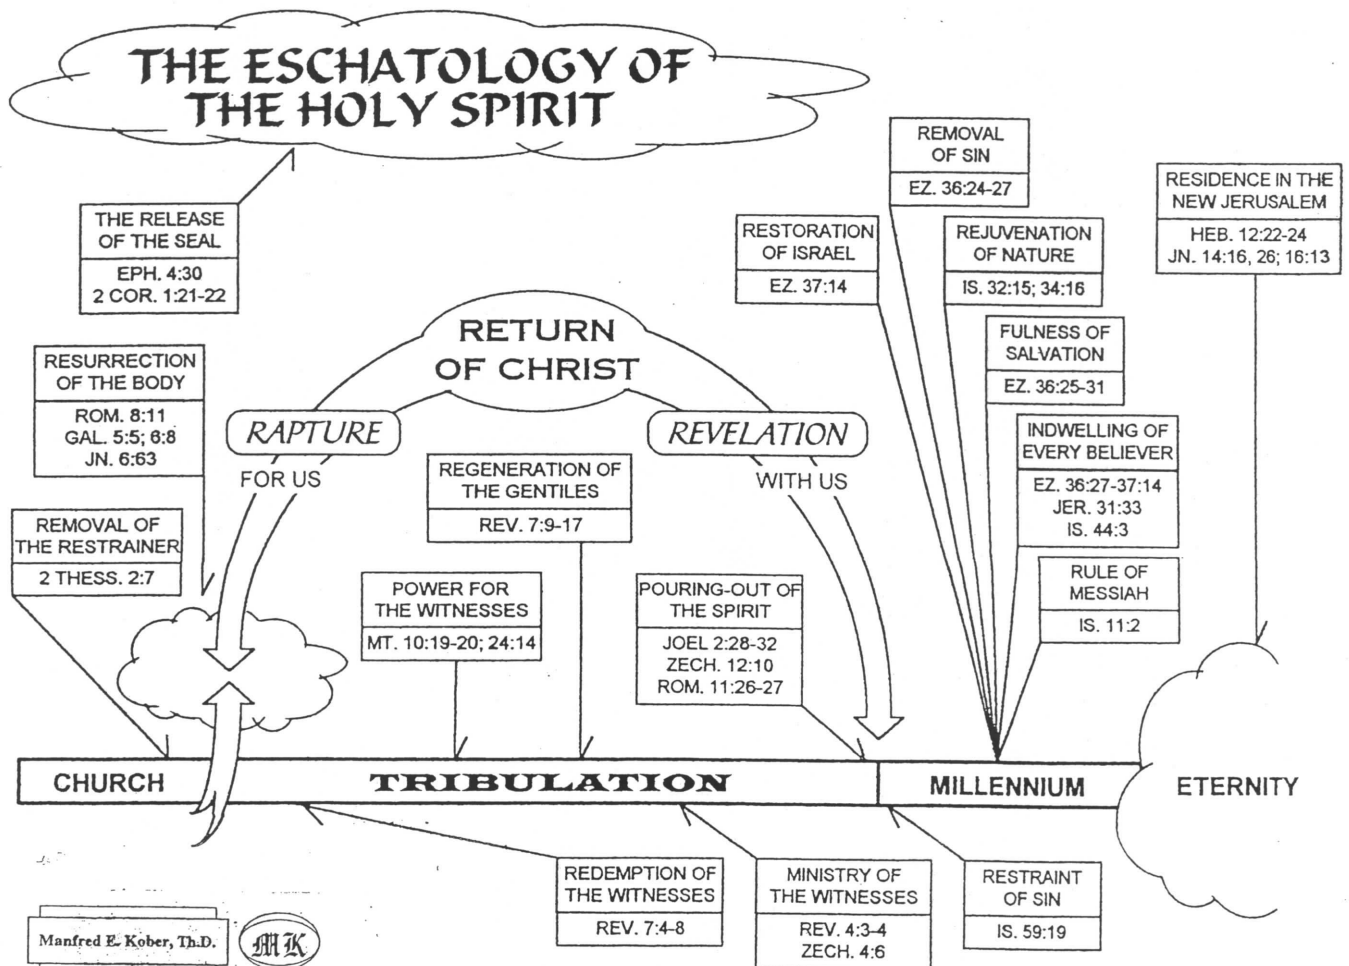 THE ESCHATOLOGY OF
THE HOLY SPIRIT
THE RELEASE
OF THE SEAL
EPH. 4:30
2 COR. 1:21-22
RESURRECTION
OF THE BODY
ROM. 8:11
GAL. 5:5; 6:8
JN. 6:63
REMOVAL OF
THE RESTRAINER
2 THESS. 2:7
RETURN
OF CHRIST
RAPTURE
FOR US
REVELATION
WITH US
REGENERATION OF
THE GENTILES
REV. 7:9-17
POWER FOR
THE WITNESSES
MT. 10:19-20; 24:14
POURING-OUT OF
THE SPIRIT
JOEL 2:28-32
ZECH. 12:10
ROM. 11:26-27
RESTORATION
OF ISRAEL
EZ. 37:14
REMOVAL
OF SIN
EZ. 36:24-27
REJUVENATION
OF NATURE
IS. 32:15; 34:16
FULNESS OF
SALVATION
EZ. 36:25-31
INDWELLING OF
EVERY BELIEVER
EZ. 36:27-37:14
JER. 31:33
IS. 44:3
RULE OF
MESSIAH
IS. 11:2
RESIDENCE IN THE
NEW JERUSALEM
HEB. 12:22-24
JN. 14:16, 26; 16:13
CHURCH
TRIBULATION
MILLENNIUM
ETERNITY
REDEMPTION OF
THE WITNESSES
REV. 7:4-8
MINISTRY OF
THE WITNESSES
REV. 4:3-4
ZECH. 4:6
RESTRAINT
OF SIN
IS. 59:19
Manfred E. Kober, Th.D.
MK